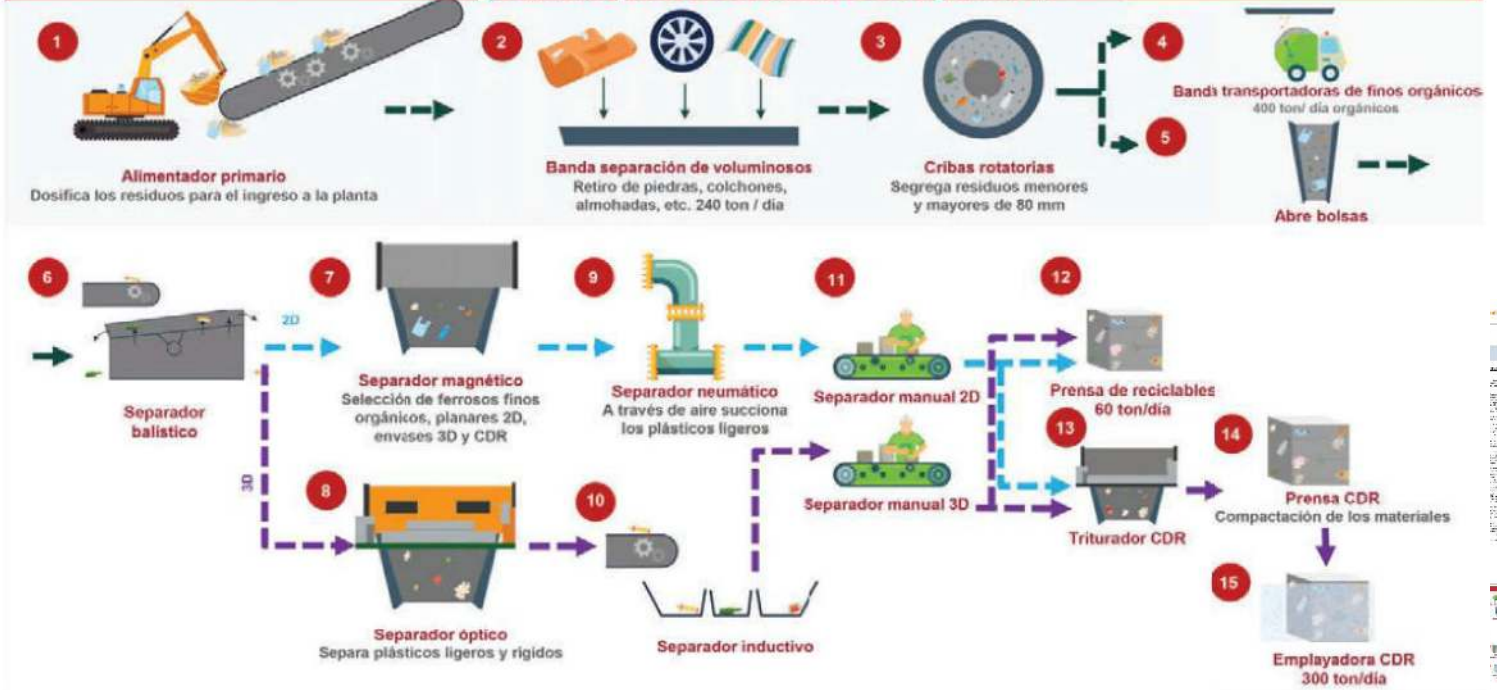 1
Alimentador primario
Dosifica los residuos para el ingreso a la planta
2
Banda separación de voluminosos
Retiro de piedras, colchones,
almohadas, etc. 240 ton / día
3
Cribas rotatorias
Segrega residuos menores
y mayores de 80 mm
4
Banda transportadoras de finos orgánicos
400 ton/ día orgánicos
5
Abre bolsas
6
Separador
balístico
2D
3D
7
Separador magnético
Selección de ferrosos finos
orgánicos, planares 2D,
envases 3D y CDR
8
Separador óptico
Separa plásticos ligeros y rígidos
9
Separador neumático
A través de aire succiona
los plásticos ligeros
10
Separador inductivo
11
Separador manual 2D
Separador manual 3D
12
Prensa de reciclables
60 ton/día
13
Triturador CDR
14
Prensa CDR
Compactación de los materiales
15
Emplayadora CDR
300 ton/día